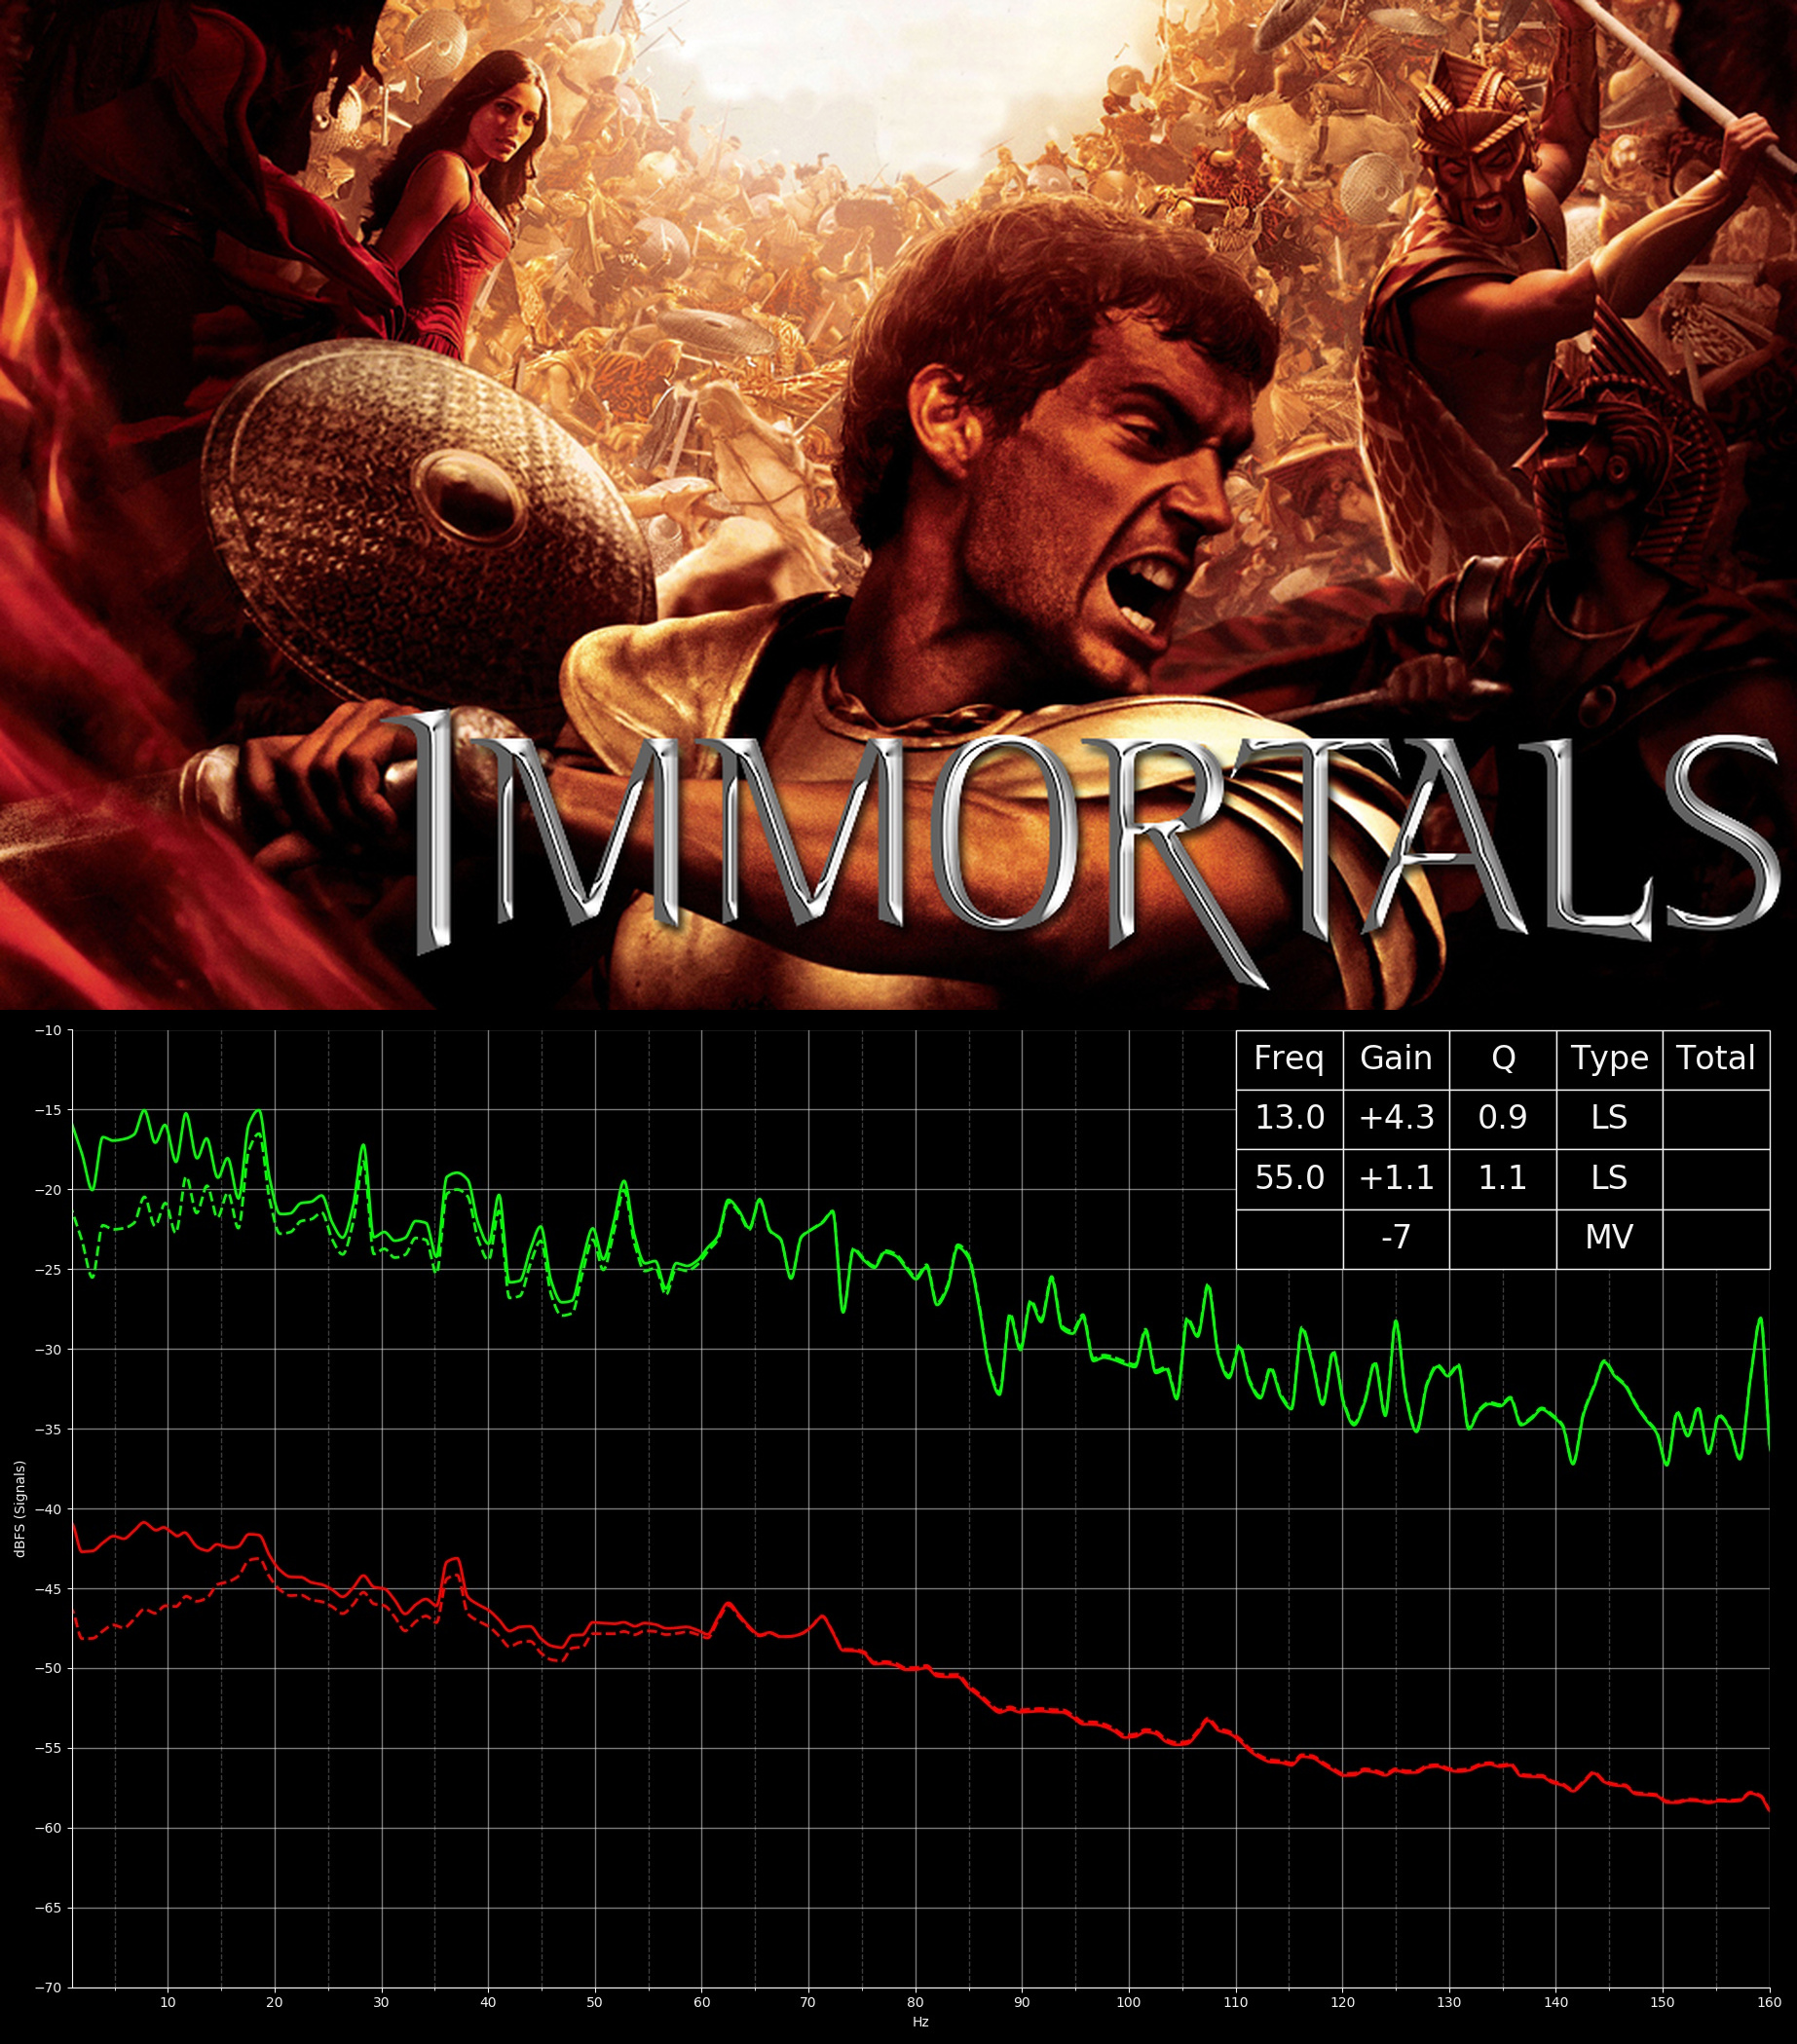 IMMORTALS
Freq Gain Q Type Total
13.0 +4.3 0.9 LS
55.0 +1.1 1.1 LS
-7 MV
−10
−15
−20
−25
−30
−35
−40
−45
−50
−55
−60
−65
−70
dBFS (Signals)
10 20 30 40 50 60 70 80 90 100 110 120 130 140 150 160
Hz